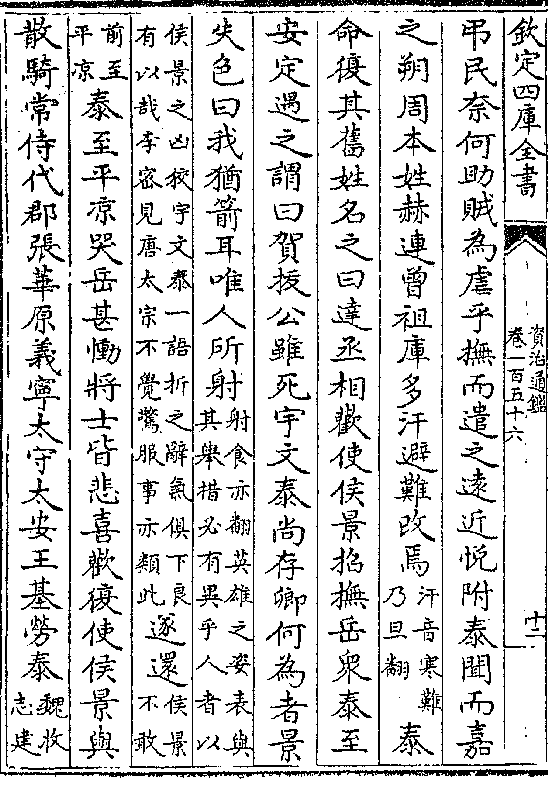 欽定四庫全書
資治通鑑
卷一百五十六
十二
弔民奈何助賊為虐乎撫而遣之遠近悅附泰聞而嘉
之朔周本姓赫連曾祖庫多汗避難改焉
汗音寒難
乃旦翻
泰
命復其舊姓名之曰達丞相歡使侯景招撫岳衆泰至
安定遇之謂曰賀拔公雖死宇文泰尚存卿何為者景
失色曰我猶箭耳唯人所射
射食亦翻英雄之姿表與
其舉措必有異乎人者以
侯景之凶狡宇文泰一語折之辭氣俱下良
有以哉李密見唐太宗不覺驚服事亦類此
遂還
侯景
不敢
前至
平凉
泰至平凉哭岳甚慟將士皆悲喜歡復使侯景與
散騎常侍代郡張華原義寧太守太安王基勞泰
魏收
志建